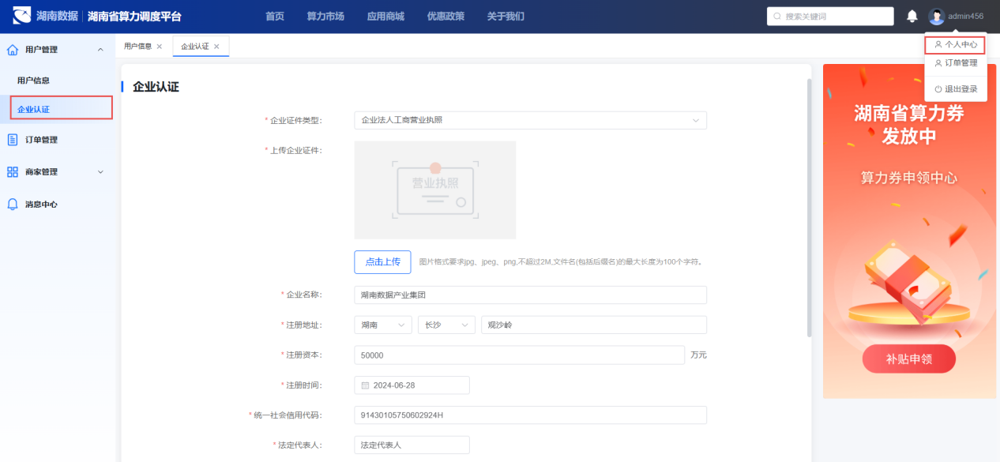 湖南数据 湖南省算力调度平台 首页 算力市场 应用商城 优惠政策 关于我们 搜索关键词 admin456
个人中心
订单管理
退出登录
用户管理
用户信息
企业认证
订单管理
商家管理
消息中心
用户信息 × 企业认证 ×
企业认证
* 企业证件类型: 企业法人工商营业执照
* 上传企业证件:
营业执照
点击上传 图片格式要求jpg、jpeg、png,不超过2M,文件名(包括后缀名)的最大长度为100个字符。
* 企业名称: 湖南数据产业集团
* 注册地址: 湖南 长沙 观沙岭
* 注册资本: 50000 万元
* 注册时间: 2024-06-28
* 统一社会信用代码: 91430105750602924H
* 法定代表人: 法定代表人
湖南省算力券
发放中
算力券申领中心
补贴申领